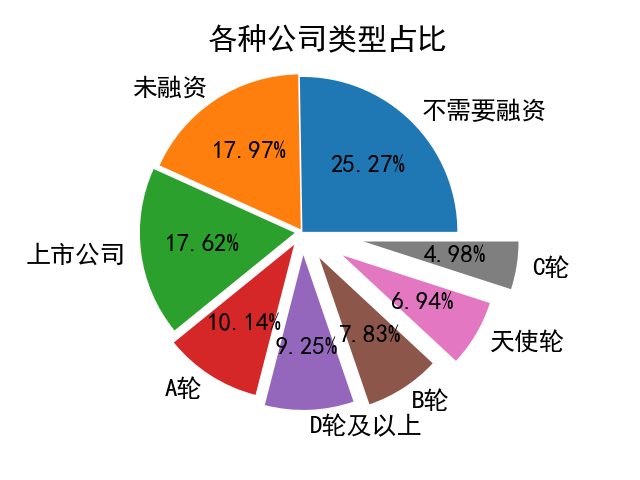 各种公司类型占比
不需要融资
25.27%
未融资
17.97%
上市公司
17.62%
A轮
10.14%
D轮及以上
9.25%
B轮
7.83%
天使轮
6.94%
C轮
4.98%